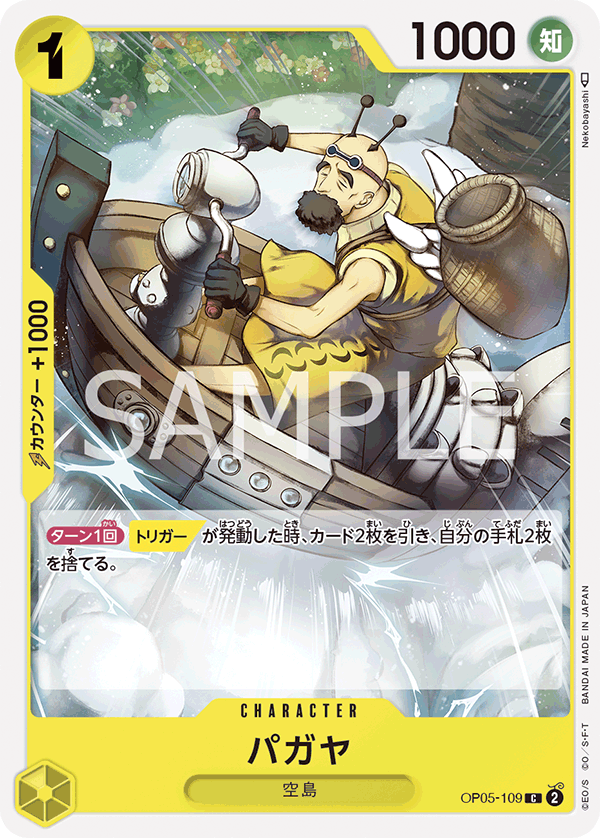 1
1000
知
Nekobayashi
カウンター +1000
SAMPLE
ターン1回 トリガー が発動した時、カード2枚を引き、自分の手札2枚
を捨てる。
CHARACTER
パガヤ
空島
OP05-109 C 2
©E.O/S ©O/S・F・T BANDAI MADE IN JAPAN